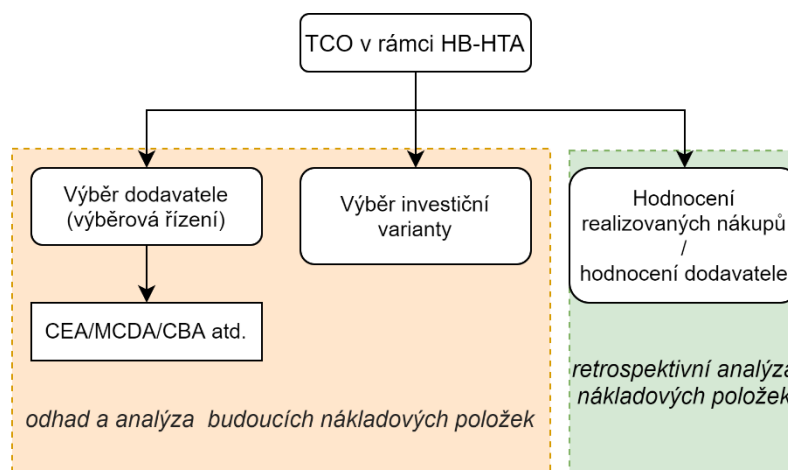 TCO v rámci HB-HTA
Výběr dodavatele
(výběrová řízení)
Výběr investiční
varianty
Hodnocení
realizovaných nákupů
/
hodnocení dodavatele
CEA/MCDA/CBA atd.
odhad a analýza  budoucích nákladových položek
retrospektivní analýza
nákladových položek